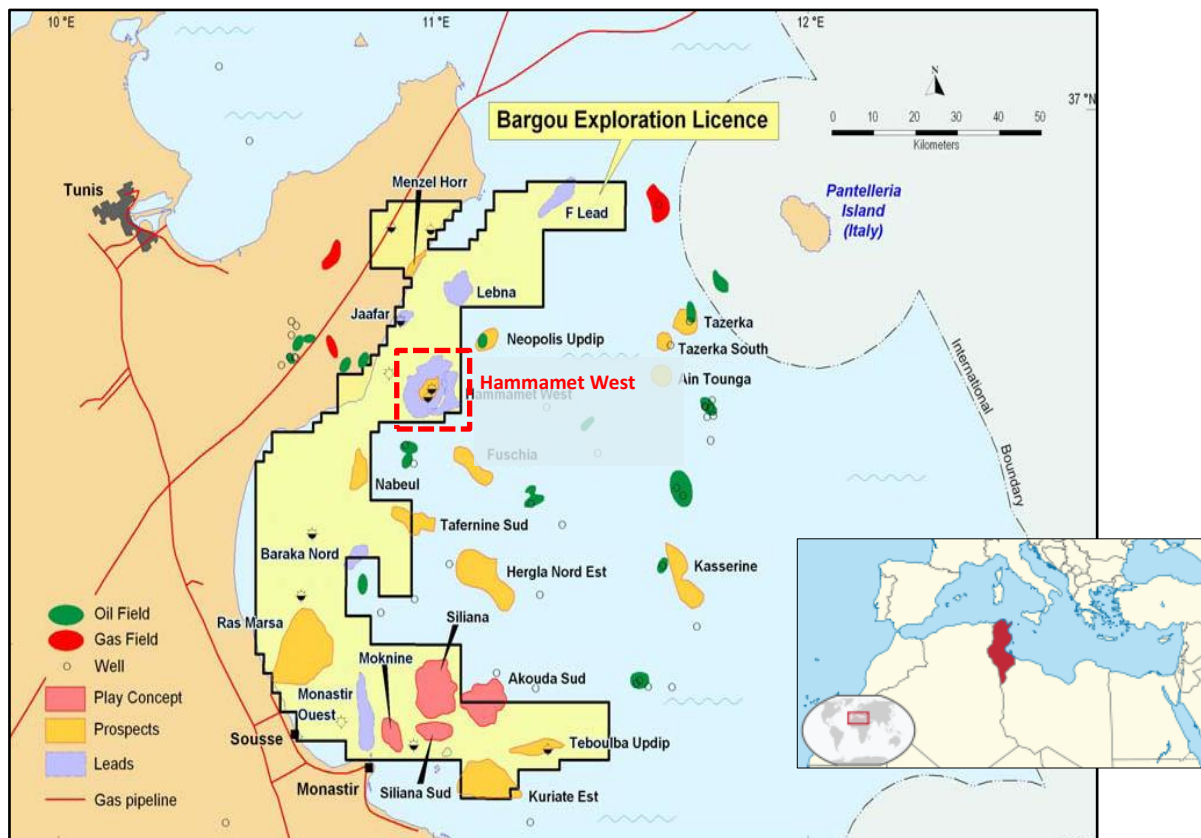 10 °E
11 °E
12 °E
37 °N
N
0 10 20 30 40 50
Kilometers
Bargou Exploration Licence
Tunis
Menzel Horr
F Lead
Pantelleria
Island
(Italy)
Lebna
Jaafar
Neopolis Updip
Tazerka
Tazerka South
Hammamet West
Ain Tounga
Hammamet West
International
Boundary
Fuschia
Nabeul
Tafernine Sud
Baraka Nord
Hergla Nord Est
Kasserine
Ras Marsa
Siliana
Moknine
Akouda Sud
Monastir
Ouest
Sousse
Teboulba Updip
Monastir
Siliana Sud
Kuriate Est
Oil Field
Gas Field
Well
Play Concept
Prospects
Leads
Gas pipeline